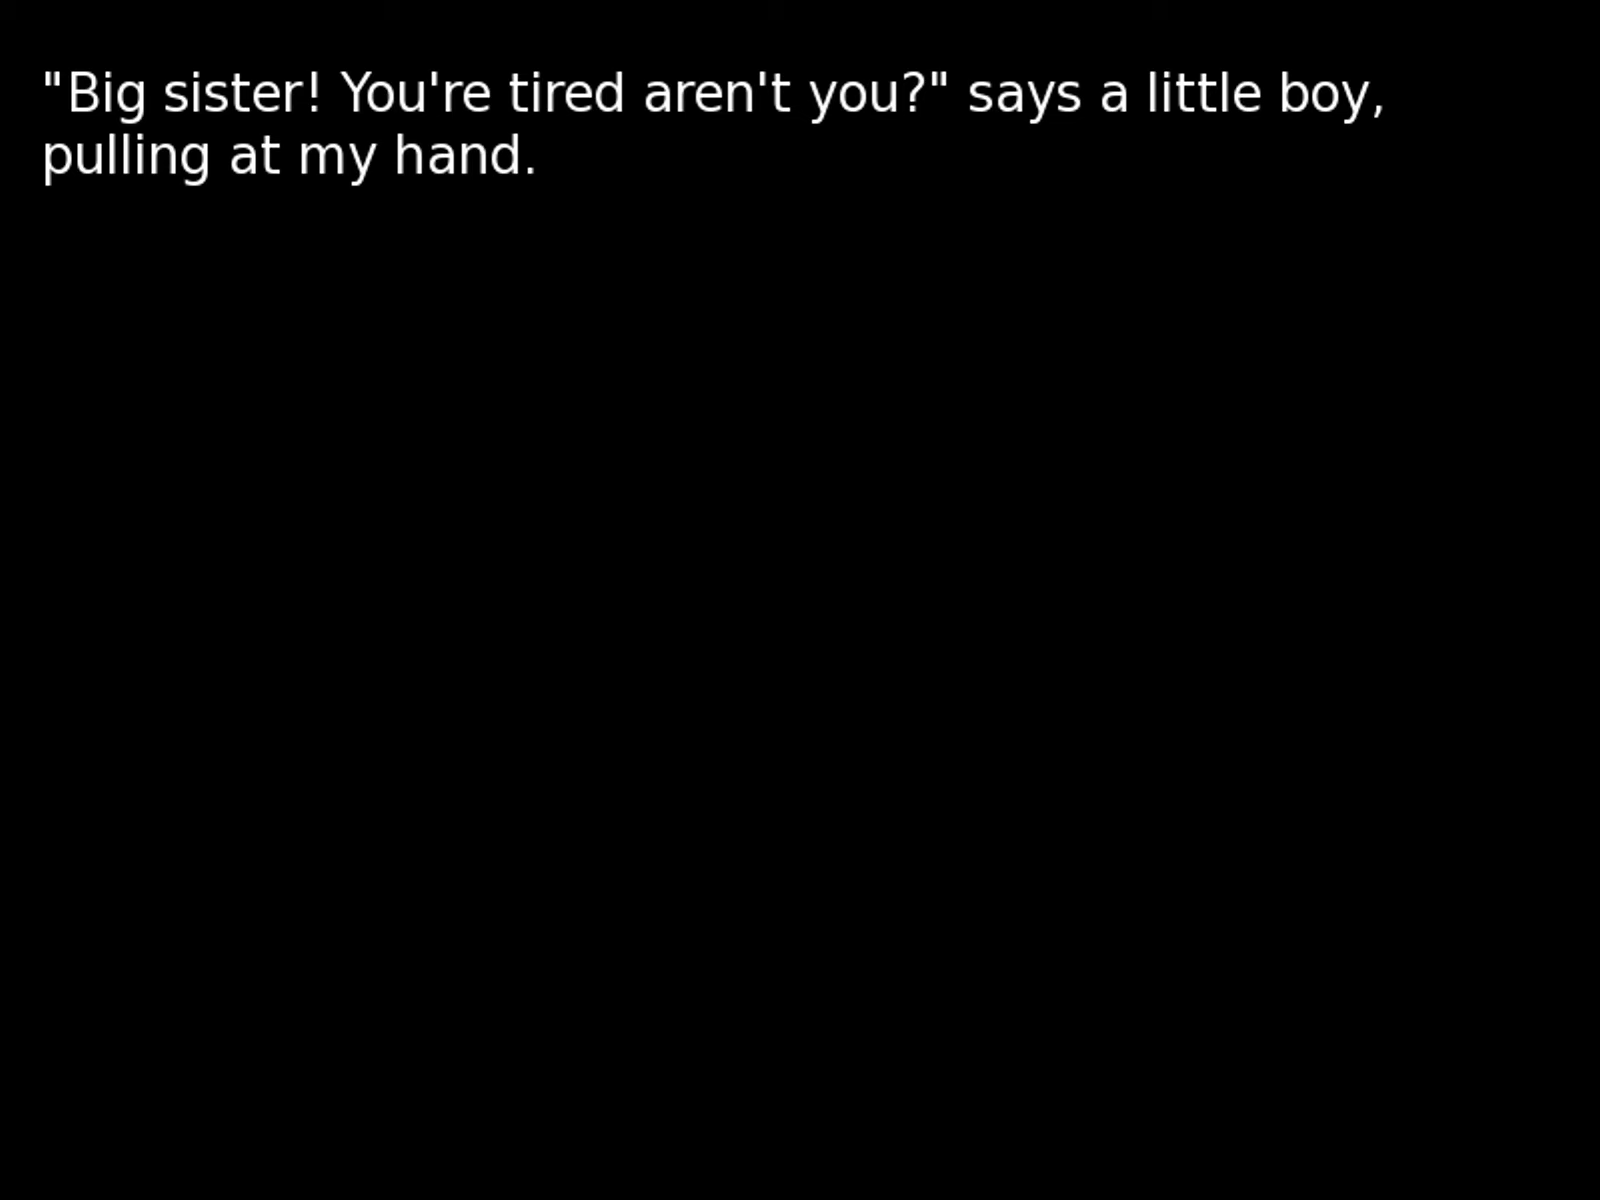 "Big sister! You're tired aren't you?" says a little boy,
pulling at my hand.